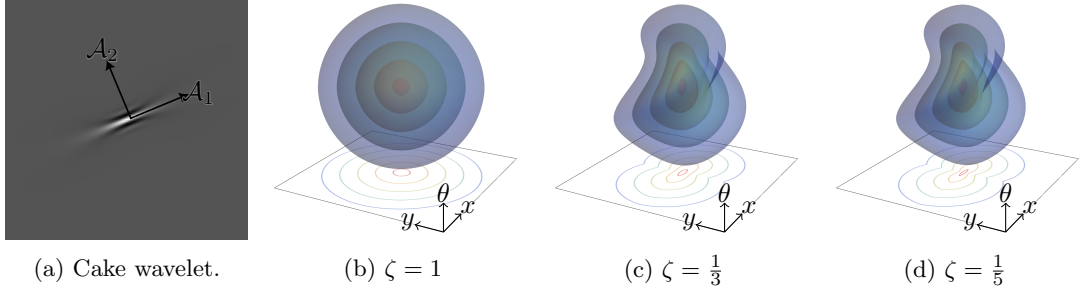 𝒜₂
𝒜₁
θ
x
y
θ
x
y
θ
x
y
(a) Cake wavelet.
(b) ζ = 1
(c) ζ = 1/3
(d) ζ = 1/5